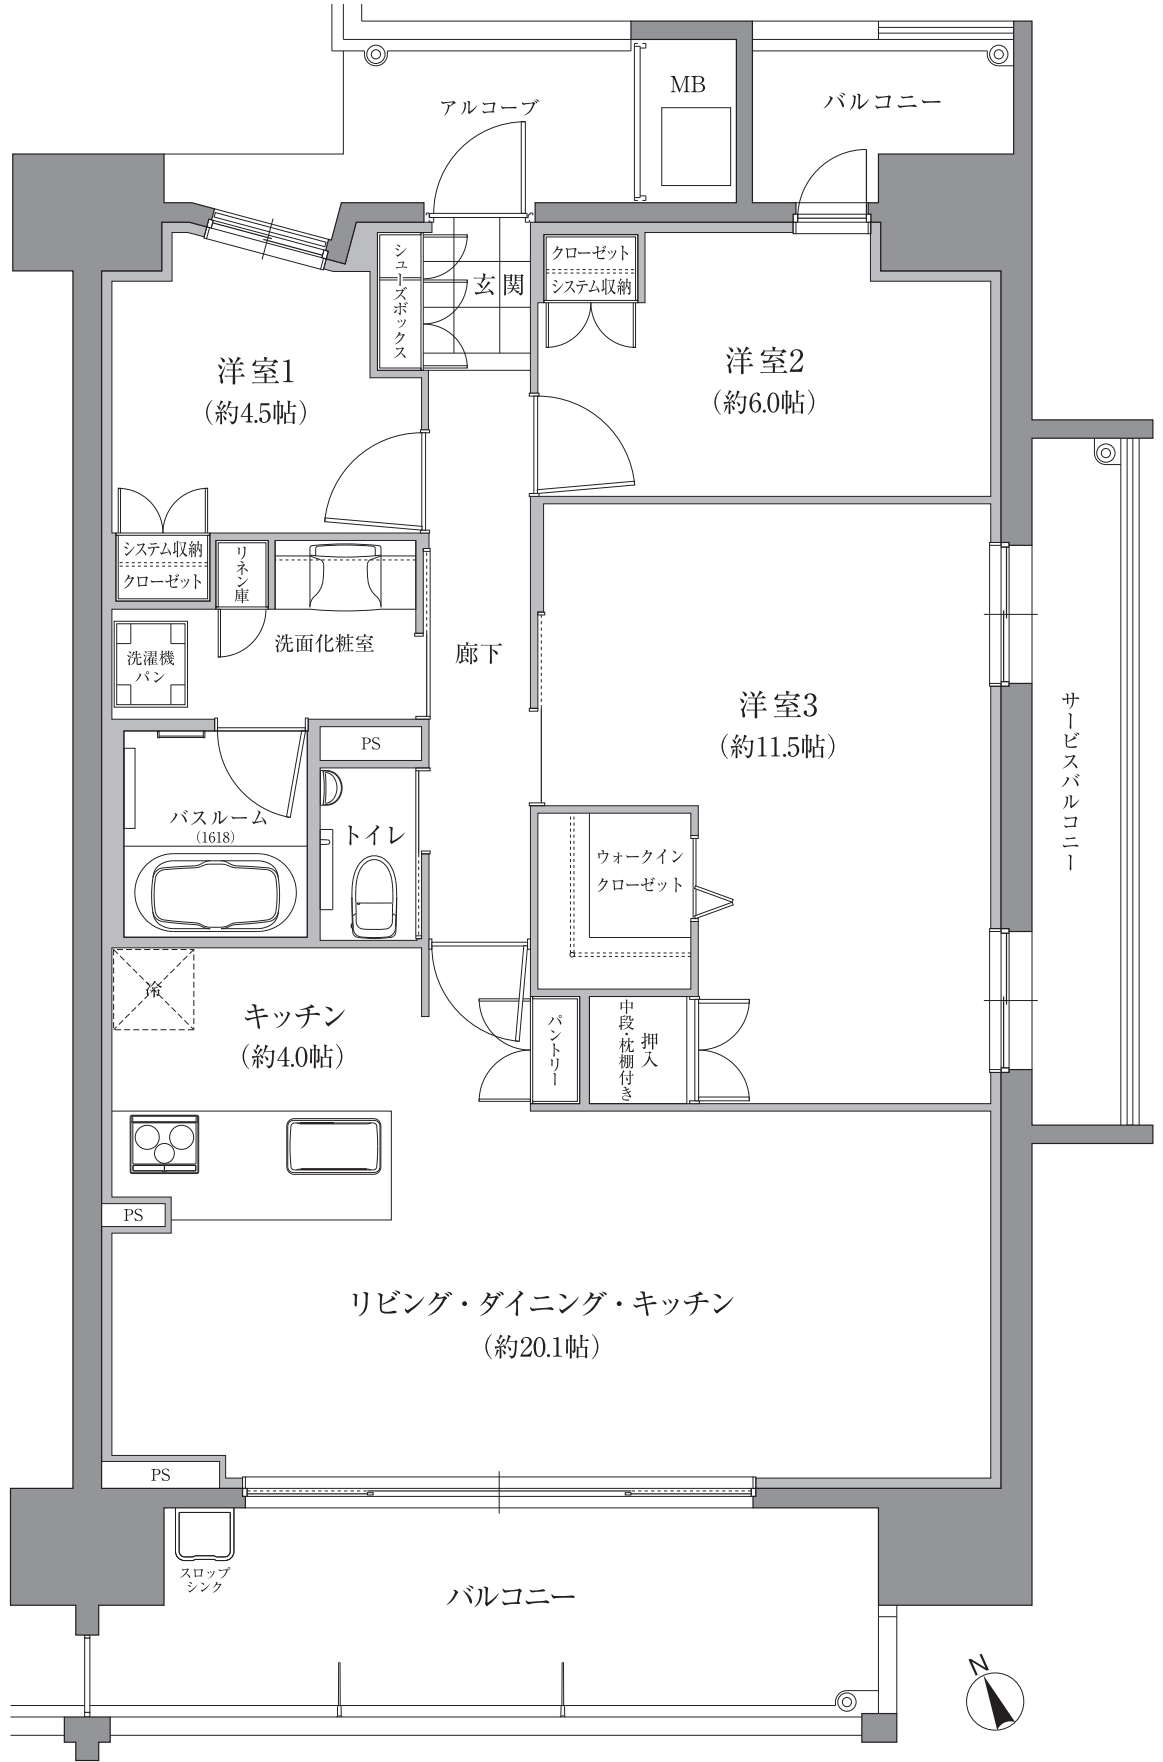 アルコーブ
MB
バルコニー
シューズボックス
玄関
クローゼット
システム収納
洋室1
(約4.5帖)
洋室2
(約6.0帖)
システム収納
クローゼット
リネン庫
洗面化粧室
洗濯機
パン
廊下
洋室3
(約11.5帖)
サービスバルコニー
PS
バスルーム
(1618)
トイレ
ウォークイン
クローゼット
冷
キッチン
(約4.0帖)
パントリー
押入
中段・枕棚付き
PS
リビング・ダイニング・キッチン
(約20.1帖)
PS
スロップ
シンク
バルコニー
N